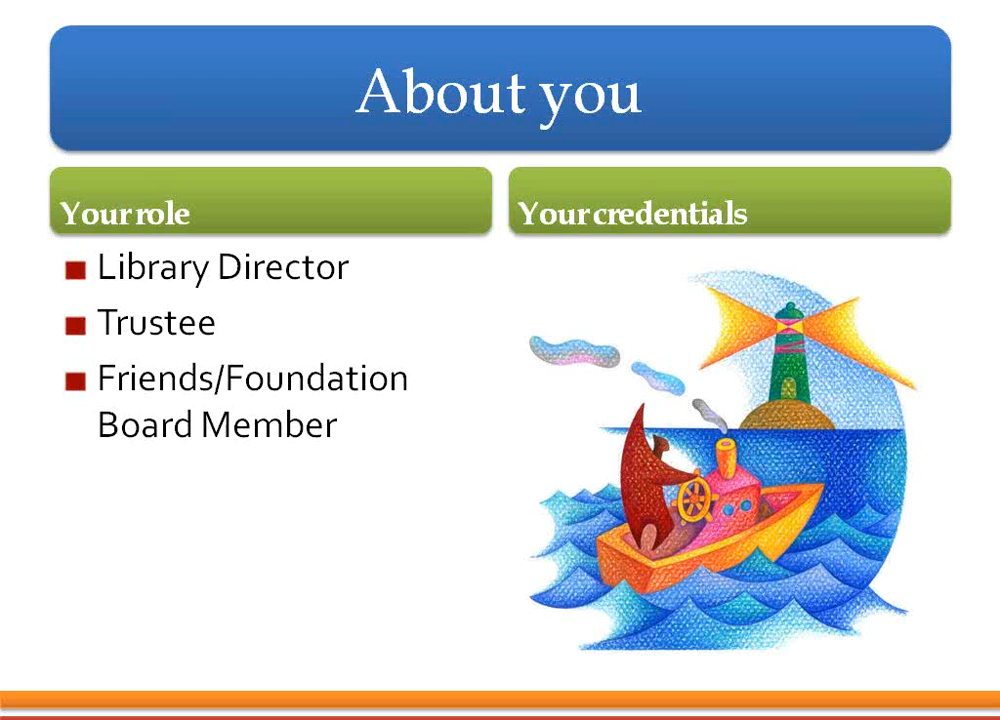 About you
Your role
Your credentials
Library Director
Trustee
Friends/Foundation
Board Member